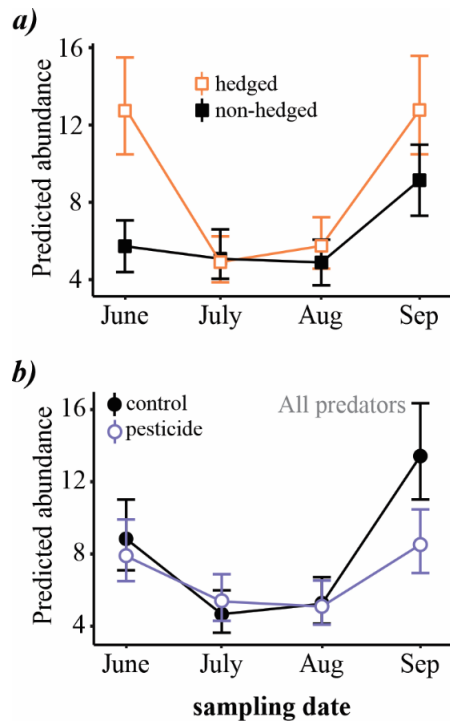 a)
16
12
8
4
Predicted abundance
hedged
non-hedged
June July Aug Sep
b)
16
12
8
4
Predicted abundance
control
pesticide
All predators
June July Aug Sep
sampling date